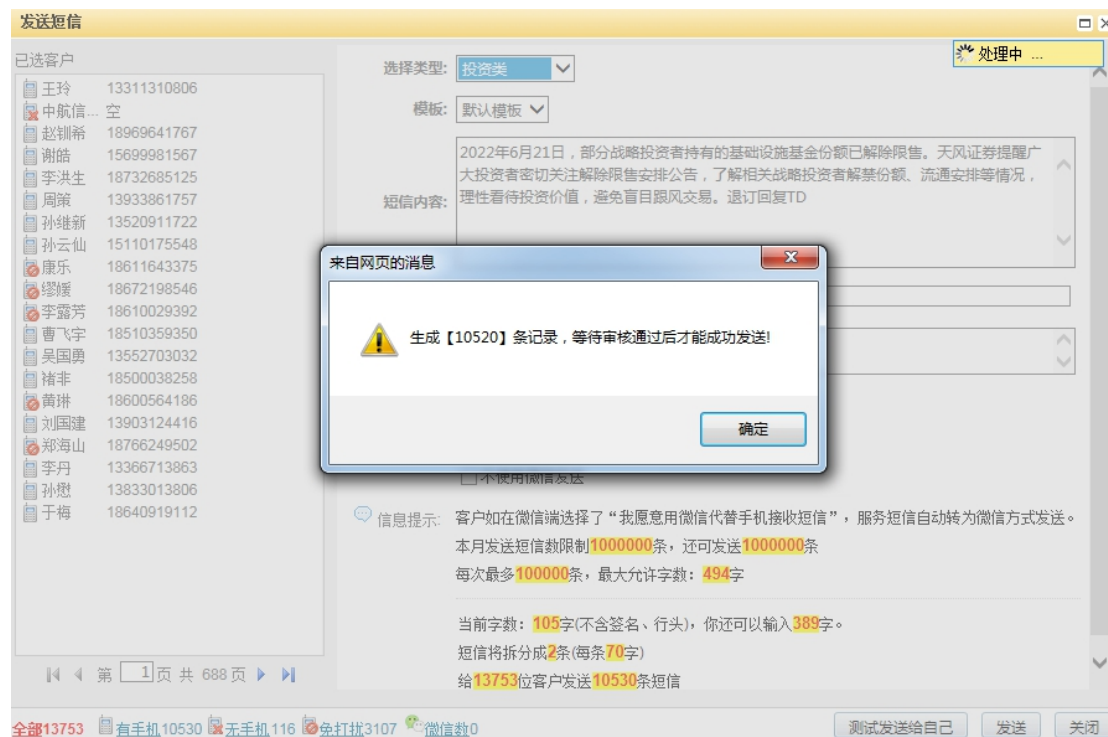 发送短信
处理中 ...
已选客户
王玲 13311310806
中航信... 空
赵钏希 18969641767
谢皓 15699981567
李洪生 18732685125
周策 13933861757
孙继新 13520911722
孙云仙 15110175548
康乐 18611643375
缪媛 18672198546
李露芳 18610029392
曹飞宇 18510359350
吴国勇 13552703032
褚非 18500038258
黄琳 18600564186
刘国建 13903124416
郑海山 18766249502
李丹 13366713863
孙懋 13833013806
于梅 18640919112
第 1 页 共 688 页
选择类型: 投资类
模板: 默认模板
短信内容:
2022年6月21日，部分战略投资者持有的基础设施基金份额已解除限售。天风证券提醒广
大投资者密切关注解除限售安排公告，了解相关战略投资者解禁份额、流通安排等情况，
理性看待投资价值，避免盲目跟风交易。退订回复TD
来自网页的消息
生成【10520】条记录，等待审核通过后才能成功发送!
确定
不使用微信发送
信息提示: 客户如在微信端选择了“我愿意用微信代替手机接收短信”，服务短信自动转为微信方式发送。
本月发送短信数限制1000000条，还可发送1000000条
每次最多100000条，最大允许字数：494字
当前字数：105字(不含签名、行头)，你还可以输入389字。
短信将拆分成2条(每条70字)
给13753位客户发送10530条短信
全部13753 有手机10530 无手机116 免打扰3107 微信数0
测试发送给自己 发送 关闭